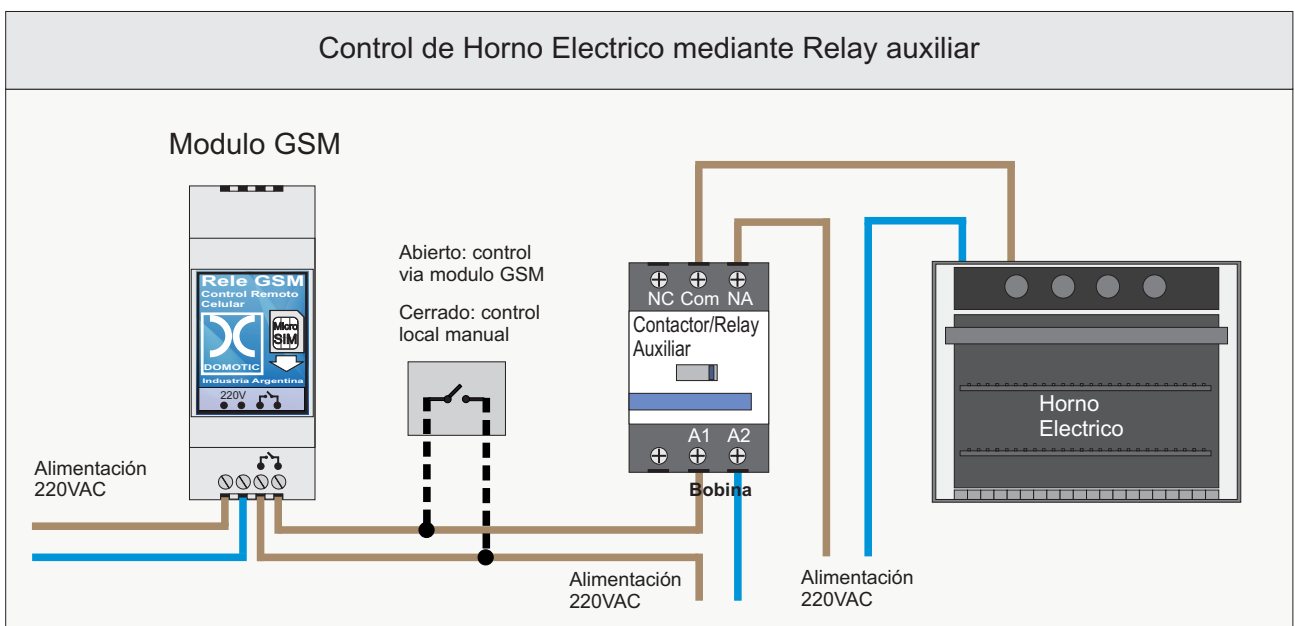 Control de Horno Electrico mediante Relay auxiliar
Modulo GSM
Rele GSM
Control Remoto
Celular
Micro
SIM
DOMOTIC
Industria Argentina
220V
Abierto: control
via modulo GSM
Cerrado: control
local manual
NC Com NA
Contactor/Relay
Auxiliar
A1 A2
Bobina
Horno
Electrico
Alimentación
220VAC
Alimentación
220VAC
Alimentación
220VAC